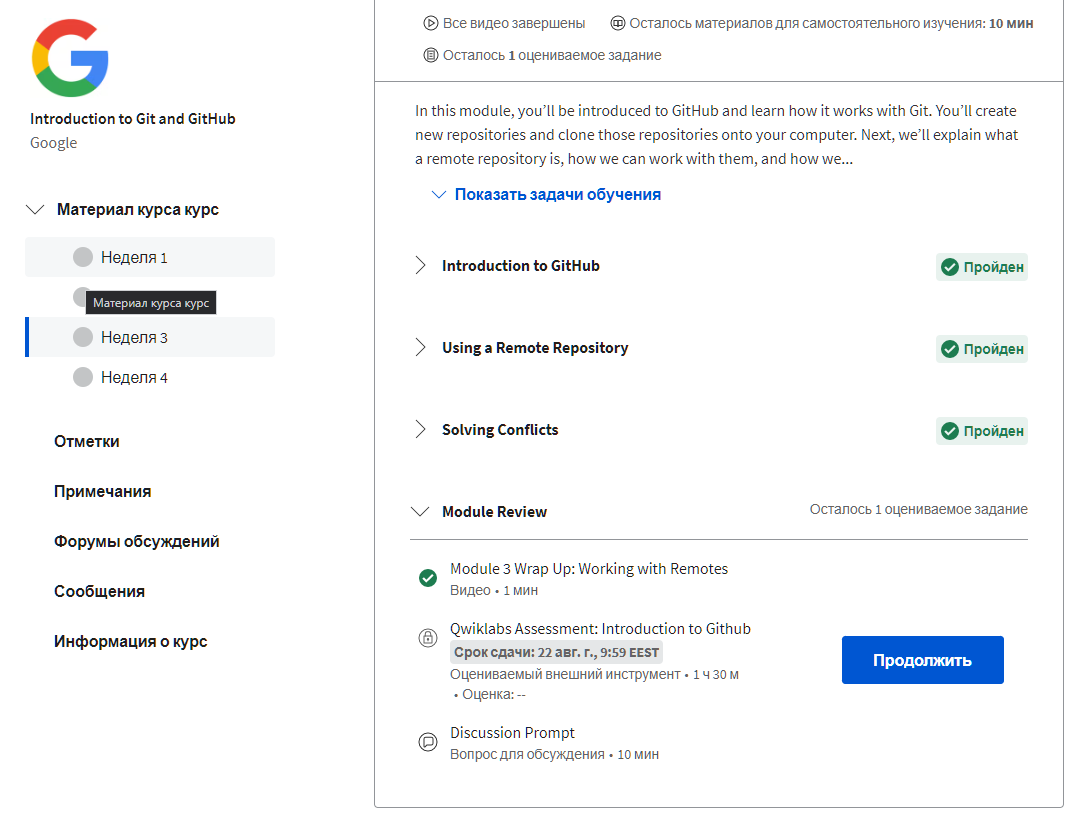 Introduction to Git and GitHub
Google
Материал курса курс
Неделя 1
Материал курса курс
Неделя 3
Неделя 4
Отметки
Примечания
Форумы обсуждений
Сообщения
Информация о курс
Все видео завершены
Осталось материалов для самостоятельного изучения: 10 мин
Осталось 1 оцениваемое задание
In this module, you’ll be introduced to GitHub and learn how it works with Git. You’ll create
new repositories and clone those repositories onto your computer. Next, we’ll explain what
a remote repository is, how we can work with them, and how we...
Показать задачи обучения
Introduction to GitHub
Пройден
Using a Remote Repository
Пройден
Solving Conflicts
Пройден
Module Review
Осталось 1 оцениваемое задание
Module 3 Wrap Up: Working with Remotes
Видео • 1 мин
Qwiklabs Assessment: Introduction to Github
Срок сдачи: 22 авг. г., 9:59 EEST
Оцениваемый внешний инструмент • 1 ч 30 м
• Оценка: --
Продолжить
Discussion Prompt
Вопрос для обсуждения • 10 мин